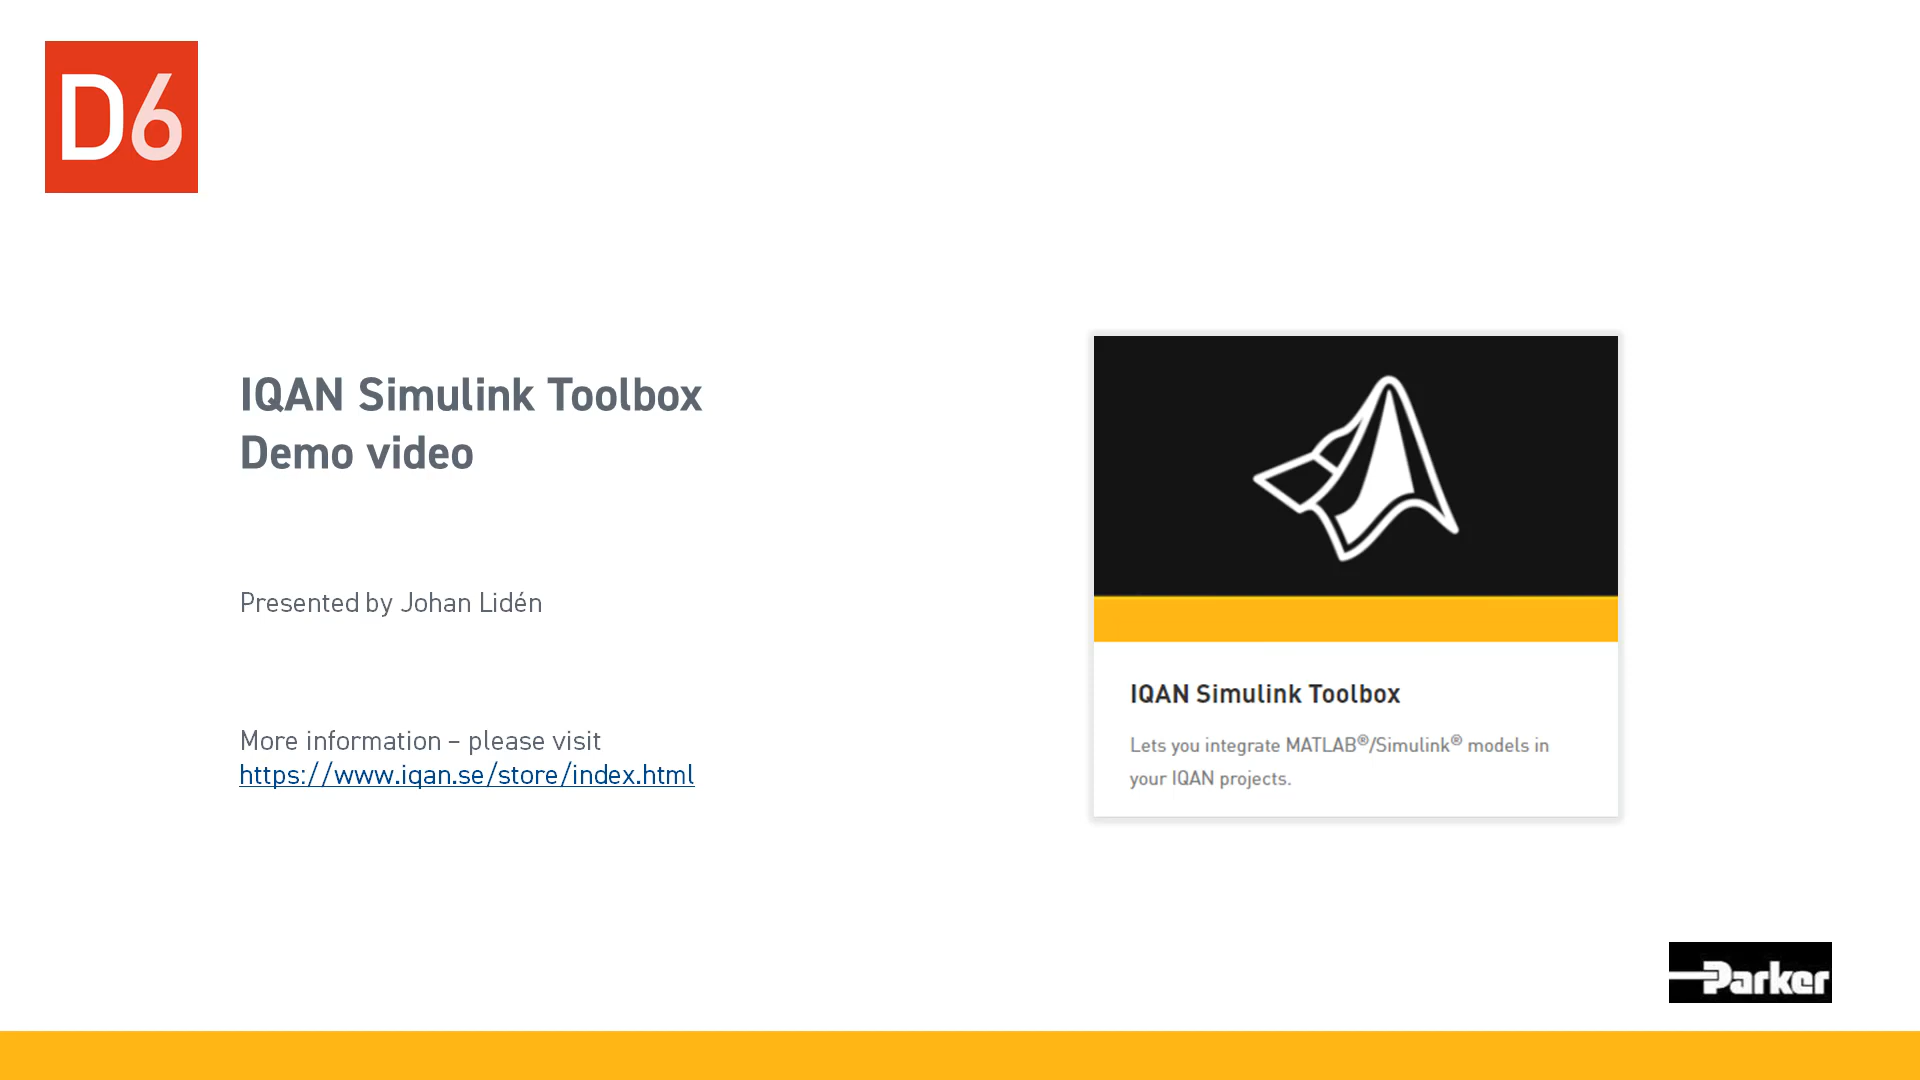 D6
IQAN Simulink Toolbox
Demo video
Presented by Johan Lidén
More information – please visit
https://www.iqan.se/store/index.html
IQAN Simulink Toolbox
Lets you integrate MATLAB®/Simulink® models in
your IQAN projects.
Parker